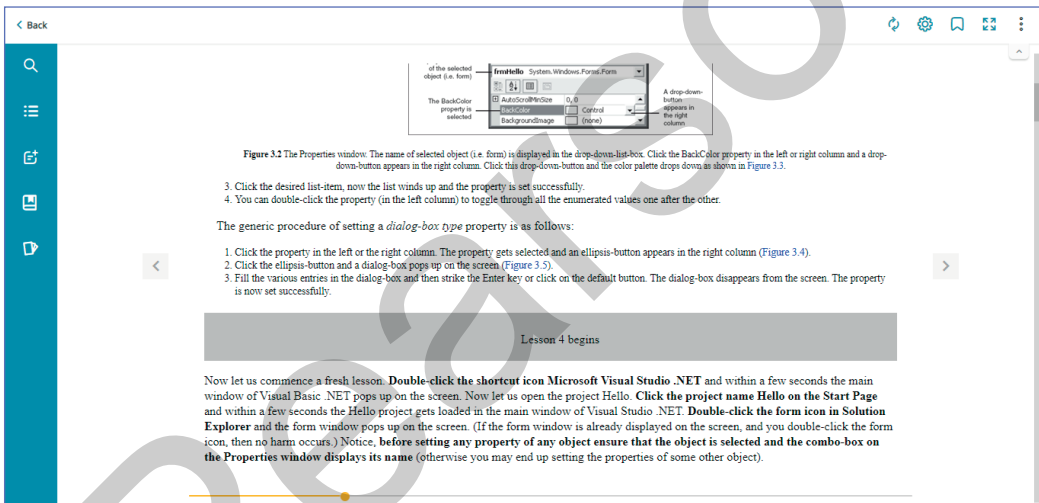 Back
of the selected
object (i.e. form)
frmHello System.Windows.Forms.Form
AutoScrollMinSize 0, 0
The BackColor
property is
selected
BackColor Control
BackgroundImage (none)
A drop-down-
button
appears in
the right
column
Figure 3.2 The Properties window. The name of selected object (i.e. form) is displayed in the drop-down-list-box. Click the BackColor property in the left or right column and a drop-
down-button appears in the right column. Click this drop-down-button and the color palette drops down as shown in Figure 3.3.
3. Click the desired list-item, now the list winds up and the property is set successfully.
4. You can double-click the property (in the left column) to toggle through all the enumerated values one after the other.
The generic procedure of setting a dialog-box type property is as follows:
1. Click the property in the left or the right column. The property gets selected and an ellipsis-button appears in the right column (Figure 3.4).
2. Click the ellipsis-button and a dialog-box pops up on the screen (Figure 3.5).
3. Fill the various entries in the dialog-box and then strike the Enter key or click on the default button. The dialog-box disappears from the screen. The property
is now set successfully.
Lesson 4 begins
Now let us commence a fresh lesson. Double-click the shortcut icon Microsoft Visual Studio .NET and within a few seconds the main
window of Visual Basic .NET pops up on the screen. Now let us open the project Hello. Click the project name Hello on the Start Page
and within a few seconds the Hello project gets loaded in the main window of Visual Studio .NET. Double-click the form icon in Solution
Explorer and the form window pops up on the screen. (If the form window is already displayed on the screen, and you double-click the form
icon, then no harm occurs.) Notice, before setting any property of any object ensure that the object is selected and the combo-box on
the Properties window displays its name (otherwise you may end up setting the properties of some other object).
Pearso